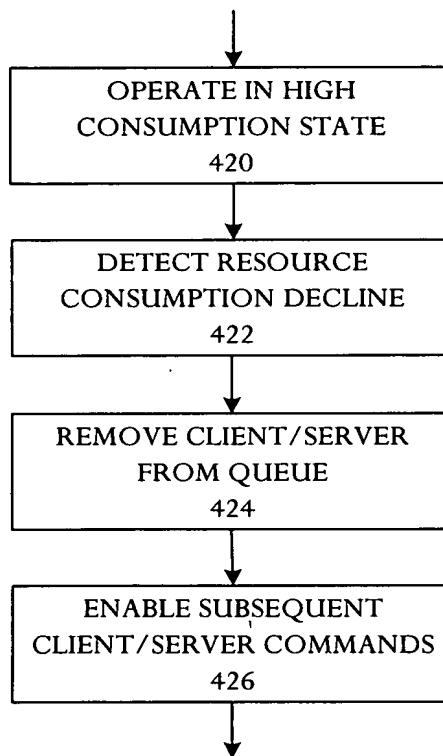 OPERATE IN HIGH
CONSUMPTION STATE
420
DETECT RESOURCE
CONSUMPTION DECLINE
422
REMOVE CLIENT/SERVER
FROM QUEUE
424
ENABLE SUBSEQUENT
CLIENT/SERVER COMMANDS
426